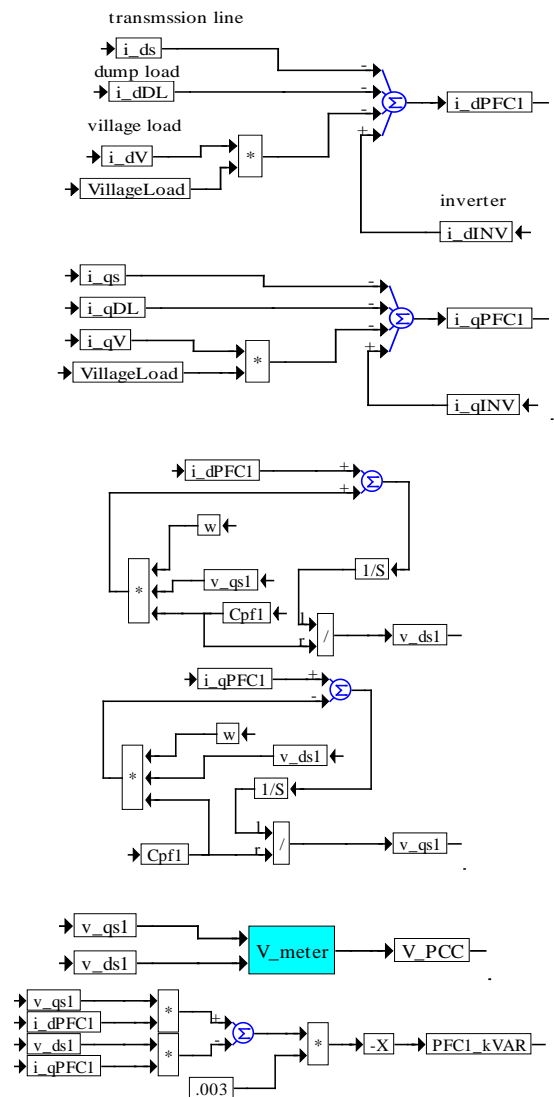 transmssion line
i_ds
dump load
i_dDL
i_dPFC1
village load
i_dV
*
VillageLoad
inverter
i_dINV
i_qs
i_qDL
i_qPFC1
i_qV
*
VillageLoad
i_qINV
i_dPFC1
w
1/S
* v_qs1
Cpf1
l
r / v_ds1
i_qPFC1
w
* v_ds1
1/S
l
Cpf1 r / v_qs1
v_qs1
V_meter V_PCC
v_ds1
v_qs1 *
i_dPFC1
v_ds1 * * -X PFC1_kVAR
i_qPFC1
.003